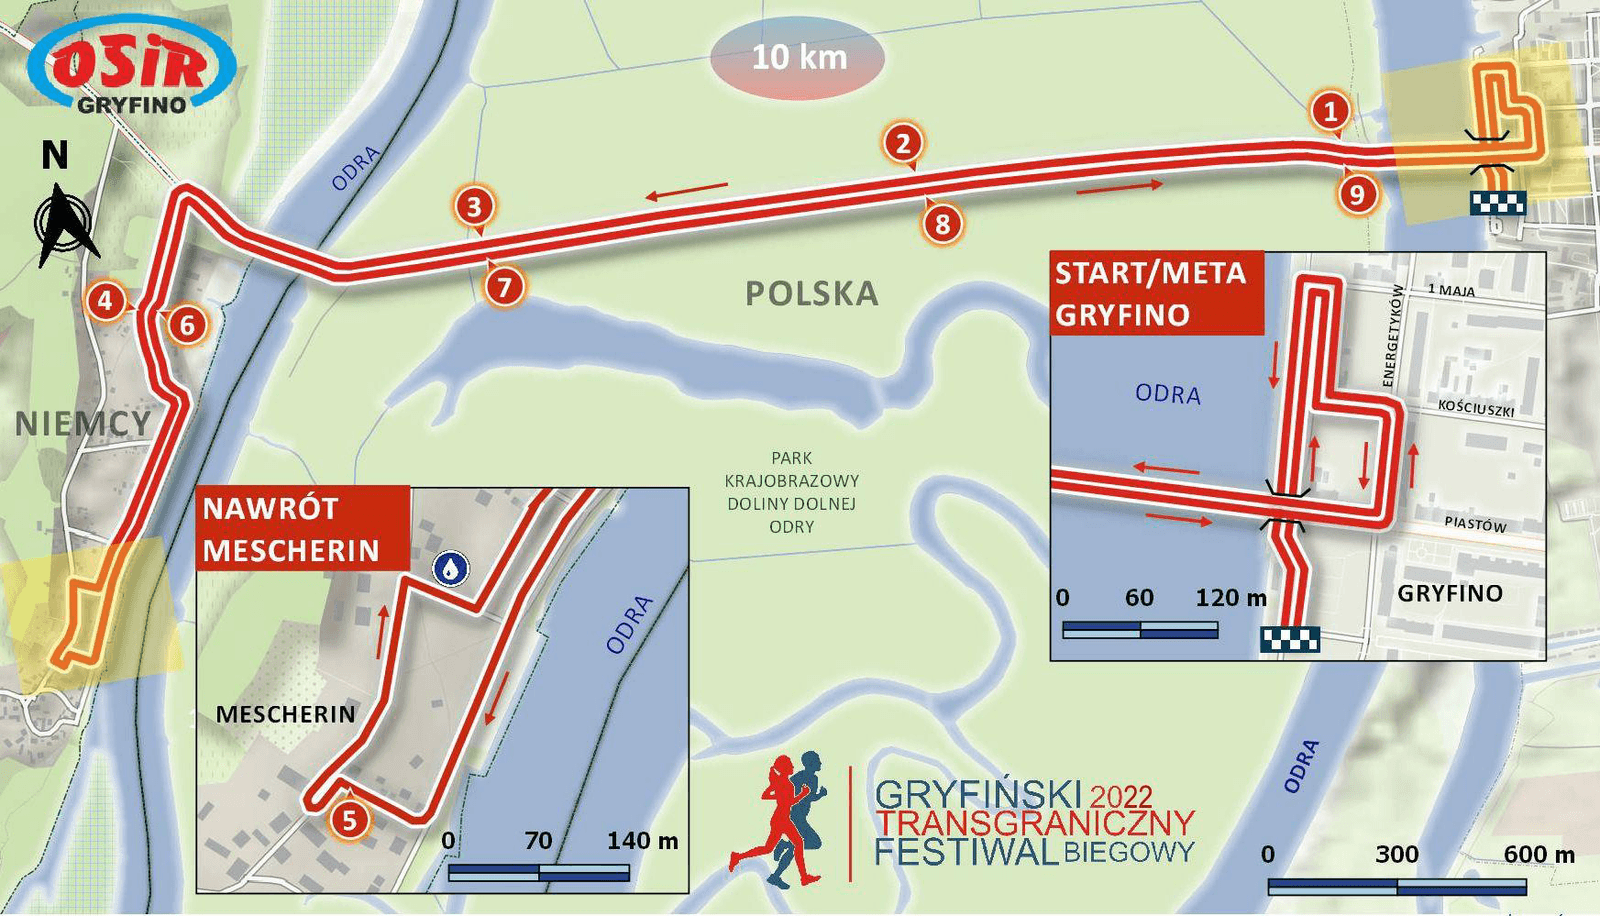 OSiR
GRYFINO
10 km
N
ODRA
1
2
3
4
5
6
7
8
9
POLSKA
NIEMCY
PARK
KRAJOBRAZOWY
DOLINY DOLNEJ
ODRY
START/META
GRYFINO
1 MAJA
ENERGETYKÓW
ODRA
KOŚCIUSZKI
PIASTÓW
GRYFINO
0 60 120 m
NAWRÓT
MESCHERIN
ODRA
MESCHERIN
0 70 140 m
ODRA
GRYFIŃSKI 2022
TRANSGRANICZNY
FESTIWAL BIEGOWY
0 300 600 m